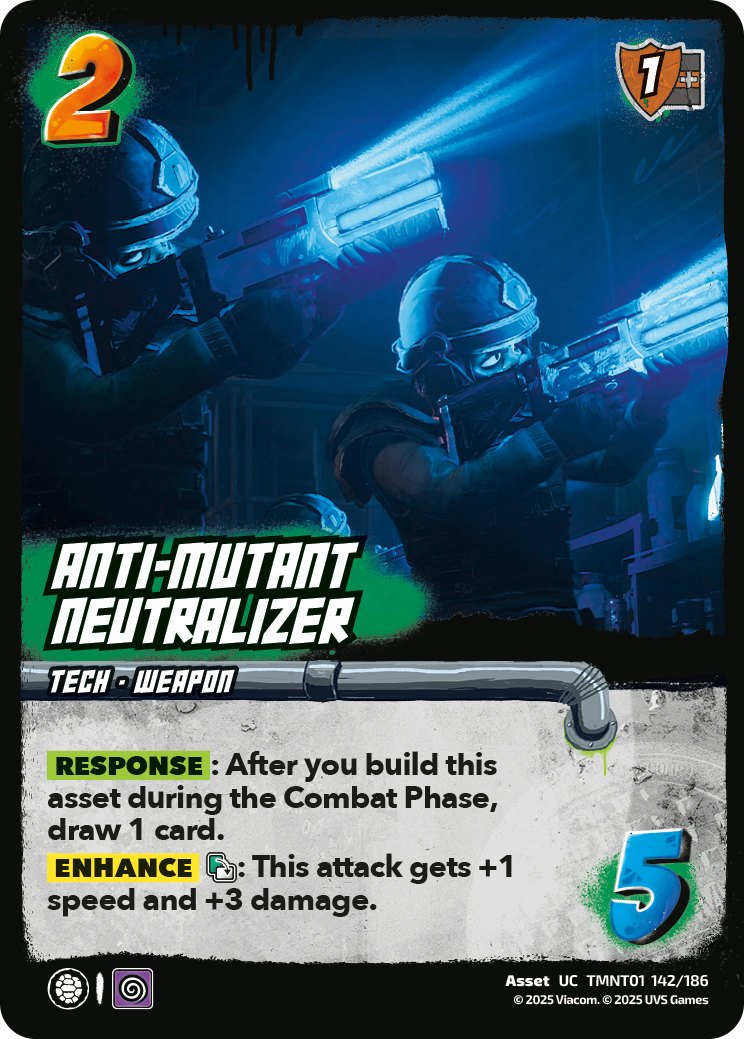 2
1
ANTI-MUTANT
NEUTRALIZER
TECH · WEAPON
RESPONSE: After you build this
asset during the Combat Phase,
draw 1 card.
ENHANCE : This attack gets +1
speed and +3 damage.
5
Asset UC TMNT01 142/186
© 2025 Viacom. © 2025 UVS Games